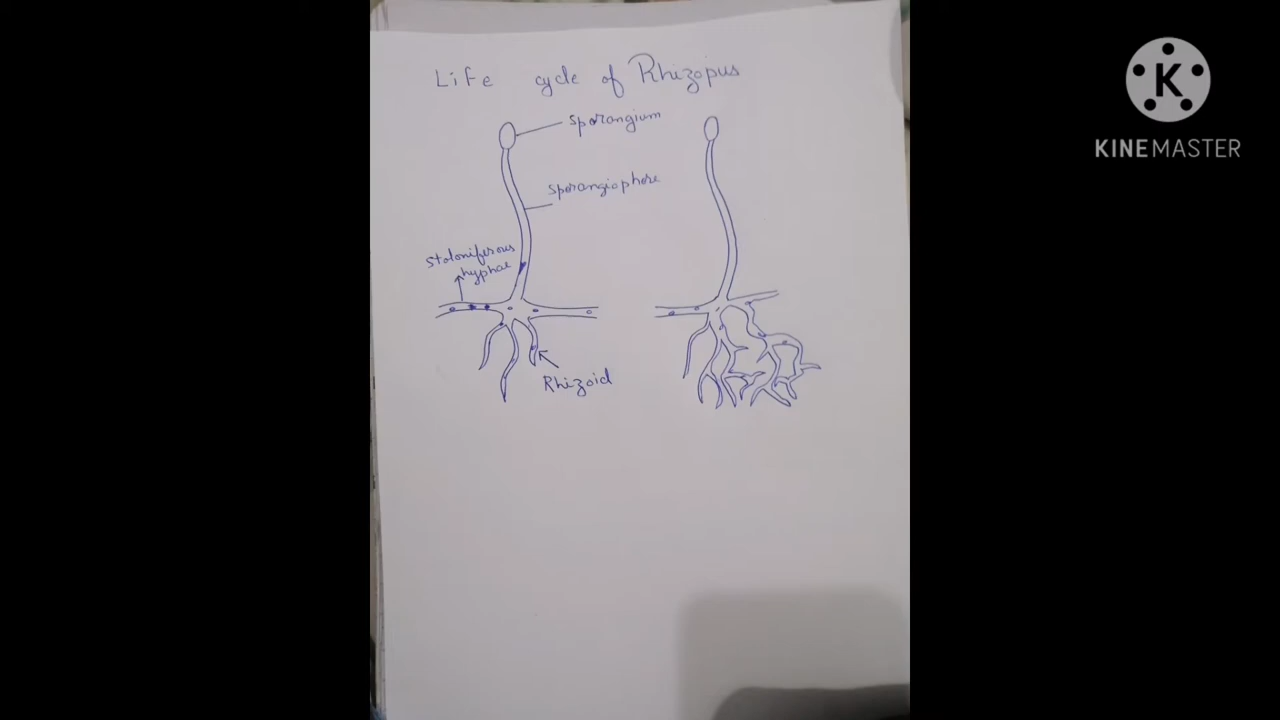 Life cycle of Rhizopus
sporangium
sporangiophore
stoloniferous
hyphae
Rhizoid
K
KINEMASTER